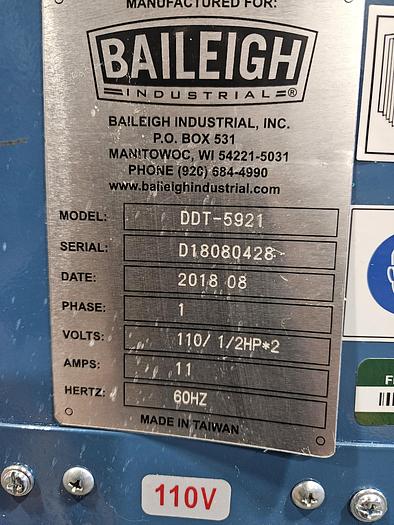 MANUFACTURED FOR:
BAILEIGH
INDUSTRIAL®
BAILEIGH INDUSTRIAL, INC.
P.O. BOX 531
MANITOWOC, WI 54221-5031
PHONE (920) 684-4990
www.baileighindustrial.com
MODEL: DDT-5921
SERIAL: D18080428
DATE: 2018 08
PHASE: 1
VOLTS: 110/ 1/2HP*2
AMPS: 11
HERTZ: 60HZ
MADE IN TAIWAN
110V